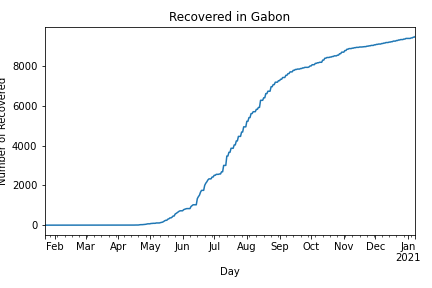 Recovered in Gabon
Number of Recovered
8000
6000
4000
2000
0
Feb Mar Apr May Jun Jul Aug Sep Oct Nov Dec Jan
2021
Day